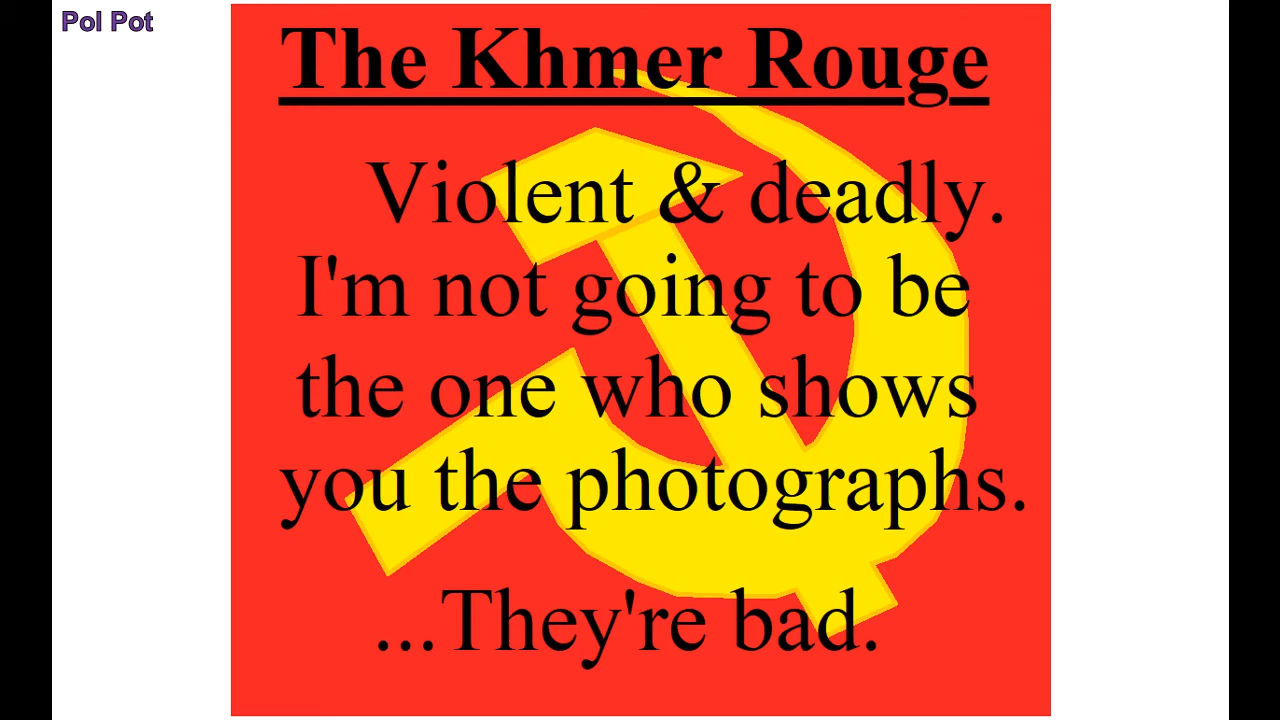 Pol Pot
The Khmer Rouge
Violent & deadly.
I'm not going to be
the one who shows
you the photographs.
...They're bad.